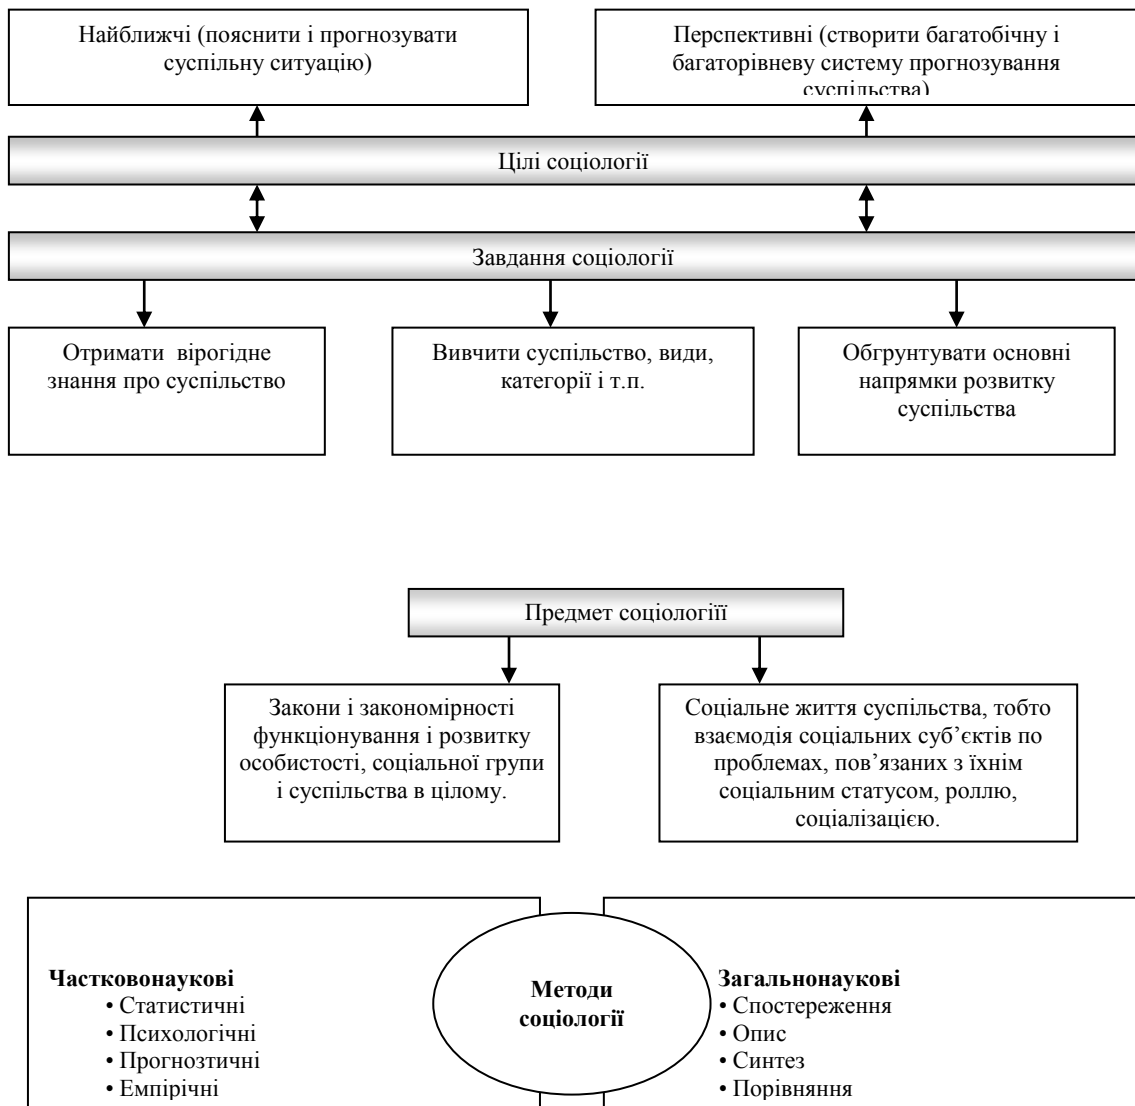 Найближчі (пояснити і прогнозувати
суспільну ситуацію)
Перспективні (створити багатобічну і
багаторівневу систему прогнозування
суспільства)
Цілі соціології
Завдання соціології
Отримати вірогідне
знання про суспільство
Вивчити суспільство, види,
категорії і т.п.
Обгрунтувати основні
напрямки розвитку
суспільства
Предмет соціологіїї
Закони і закономірності
функціонування і розвитку
особистості, соціальної групи
і суспільства в цілому.
Соціальне життя суспільства, тобто
взаємодія соціальних суб’єктів по
проблемах, пов’язаних з їхнім
соціальним статусом, роллю,
соціалізацією.
Частковонаукові
• Статистичні
• Психологічні
• Прогнозтичні
• Емпірічні
Методи
соціології
Загальнонаукові
• Спостереження
• Опис
• Синтез
• Порівняння